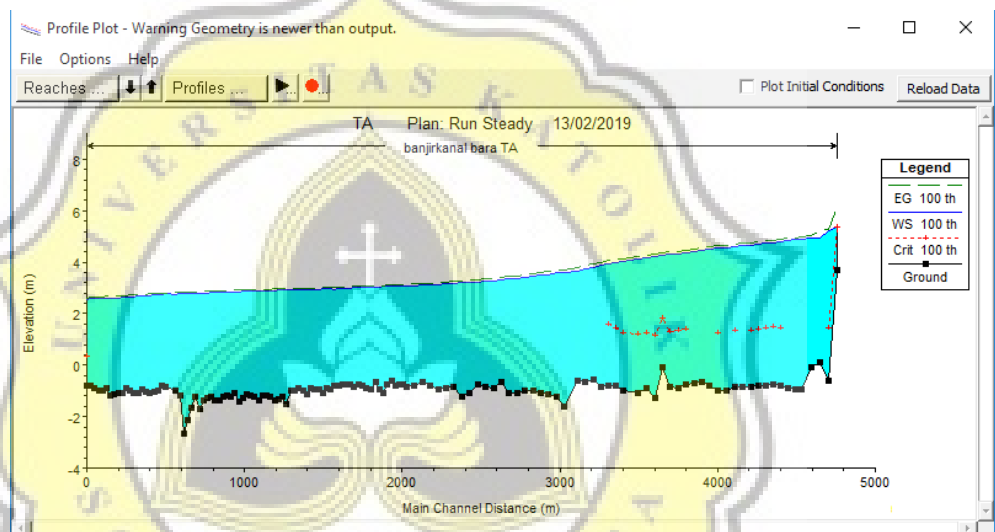 Profile Plot - Warning Geometry is newer than output.
File Options Help
Reaches ... Profiles ... Plot Initial Conditions Reload Data
TA Plan: Run Steady 13/02/2019
banjirkanal bara TA
Legend
EG 100 th
WS 100 th
Crit 100 th
Ground
Elevation (m)
8
6
4
2
0
-2
-4
0 1000 2000 3000 4000 5000
Main Channel Distance (m)
UNIVERSITAS KATOLIK
S